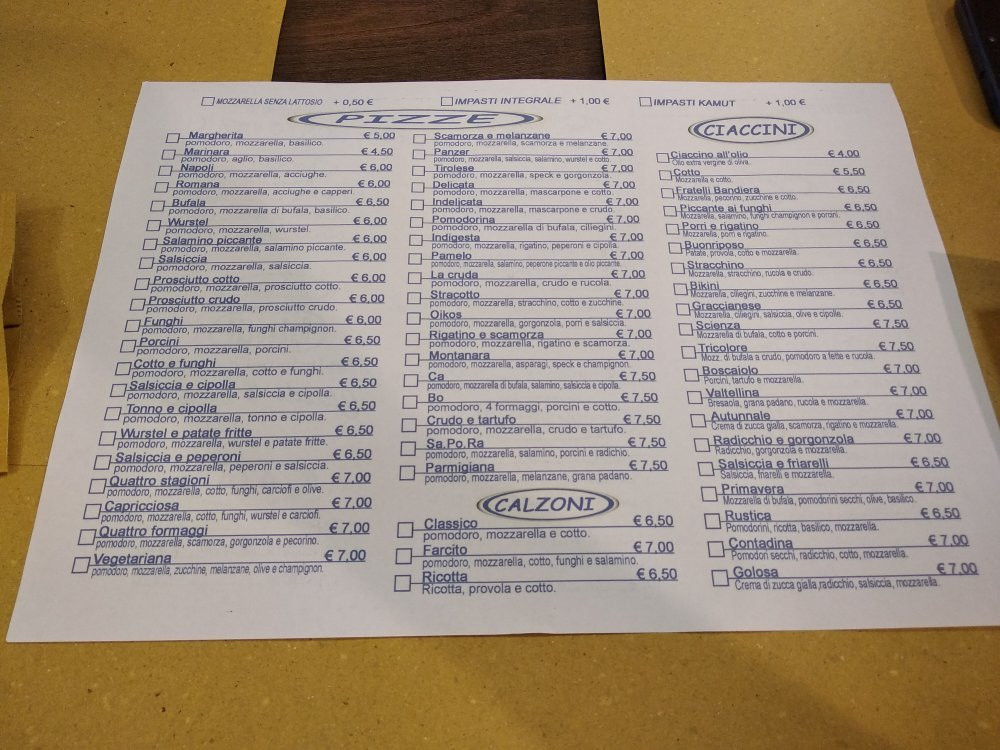 MOZZARELLA SENZA LATTOSIO + 0,50 €
IMPASTI INTEGRALE + 1,00 €
IMPASTI KAMUT + 1,00 €
PIZZE
Margherita € 5,00
pomodoro, mozzarella, basilico.
Marinara € 4,50
pomodoro, aglio, basilico.
Napoli € 6,00
pomodoro, mozzarella, acciughe.
Romana € 6,00
pomodoro, mozzarella, acciughe e capperi.
Bufala € 6,50
pomodoro, mozzarella di bufala, basilico.
Wurstel € 6,00
pomodoro, mozzarella, wurstel.
Salamino piccante € 6,00
pomodoro, mozzarella, salamino piccante.
Salsiccia € 6,00
pomodoro, mozzarella, salsiccia.
Prosciutto cotto € 6,00
pomodoro, mozzarella, prosciutto cotto.
Prosciutto crudo € 6,00
pomodoro, mozzarella, prosciutto crudo.
Funghi € 6,00
pomodoro, mozzarella, funghi champignon.
Porcini € 6,50
pomodoro, mozzarella, porcini.
Cotto e funghi € 6,50
pomodoro, mozzarella, cotto e funghi.
Salsiccia e cipolla € 6,50
pomodoro, mozzarella, salsiccia e cipolla.
Tonno e cipolla € 6,50
pomodoro, mozzarella, tonno e cipolla.
Wurstel e patate fritte € 6,50
pomodoro, mozzarella, wurstel e patate fritte.
Salsiccia e peperoni € 6,50
pomodoro, mozzarella, peperoni e salsiccia.
Quattro stagioni € 7,00
pomodoro, mozzarella, cotto, funghi, carciofi e olive.
Capricciosa € 7,00
pomodoro, mozzarella, cotto, funghi, wurstel e carciofi.
Quattro formaggi € 7,00
pomodoro, mozzarella, scamorza, gorgonzola e pecorino.
Vegetariana € 7,00
pomodoro, mozzarella, zucchine, melanzane, olive e champignon.
Scamorza e melanzane € 7,00
pomodoro, mozzarella, scamorza e melanzane.
Panzer € 7,00
pomodoro, mozzarella, salsiccia, salamino, wurstel e cotto.
Tirolese € 7,00
pomodoro, mozzarella, speck e gorgonzola.
Delicata € 7,00
pomodoro, mozzarella, mascarpone e cotto.
Indelicata € 7,00
pomodoro, mozzarella, mascarpone e crudo.
Pomodorina € 7,00
pomodoro, mozzarella di bufala, ciliegini.
Indigesta € 7,00
pomodoro, mozzarella, rigatino, peperoni e cipolla.
Pamelo € 7,00
pomodoro, mozzarella, salamino, peperone piccante e olio piccante.
La cruda € 7,00
pomodoro, mozzarella, crudo e rucola.
Stracotto € 7,00
pomodoro, mozzarella, stracchino, cotto e zucchine.
Oikos € 7,00
pomodoro, mozzarella, gorgonzola, porri e salsiccia.
Rigatino e scamorza € 7,00
pomodoro, mozzarella, rigatino e scamorza.
Montanara € 7,00
pomodoro, mozzarella, asparagi, speck e champignon.
Ca € 7,50
pomodoro, mozzarella di bufala, salamino, salsiccia e cipolla.
Bo € 7,50
pomodoro, 4 formaggi, porcini e cotto.
Crudo e tartufo € 7,50
pomodoro, mozzarella, crudo e tartufo.
Sa.Po.Ra € 7,50
pomodoro, mozzarella, salamino, porcini e radichio.
Parmigiana € 7,50
pomodoro, mozzarella, melanzane, grana padano.
CALZONI
Classico € 6,50
pomodoro, mozzarella e cotto.
Farcito € 7,00
pomodoro, mozzarella, cotto, funghi e salamino.
Ricotta € 6,50
Ricotta, provola e cotto.
CIACCINI
Ciaccino all'olio € 4,00
Olio extra vergine di oliva.
Cotto € 5,50
Mozzarella e cotto.
Fratelli Bandiera € 6,50
Mozzarella, pecorino, zucchine e cotto.
Piccante ai funghi € 6,50
Mozzarella, salamino, funghi champignon e porcini.
Porri e rigatino € 6,50
Mozzarella, porri e rigatino.
Buonriposo € 6,50
Patate, provola, cotto e mozzarella.
Stracchino € 6,50
Mozzarella, stracchino, rucola e crudo.
Bikini € 6,50
Mozzarella, ciliegini, zucchine e melanzane.
Graccianese € 6,50
Mozzarella, ciliegini, salsiccia, olive e cipolle.
Scienza € 7,50
Mozzarella di bufala, cotto e porcini.
Tricolore € 7,50
Mozz. di bufala a crudo, pomodoro a fette e rucola.
Boscaiolo € 7,00
Porcini, tartufo e mozzarella.
Valtellina € 7,00
Bresaola, grana padano, rucola e mozzarella.
Autunnale € 7,00
Crema di zucca gialla, scamorza, rigatino e mozzarella.
Radicchio e gorgonzola € 7,00
Radicchio, gorgonzola e mozzarella.
Salsiccia e friarelli € 6,50
Salsiccia, friarelli e mozzarella.
Primavera € 7,00
Mozzarella di bufala, pomodorini secchi, olive, basilico.
Rustica € 6,50
Pomodorini, ricotta, basilico, mozzarella.
Contadina € 7,00
Pomodori secchi, radicchio, cotto, mozzarella.
Golosa € 7,00
Crema di zucca gialla,radicchio, salsiccia, mozzarella.